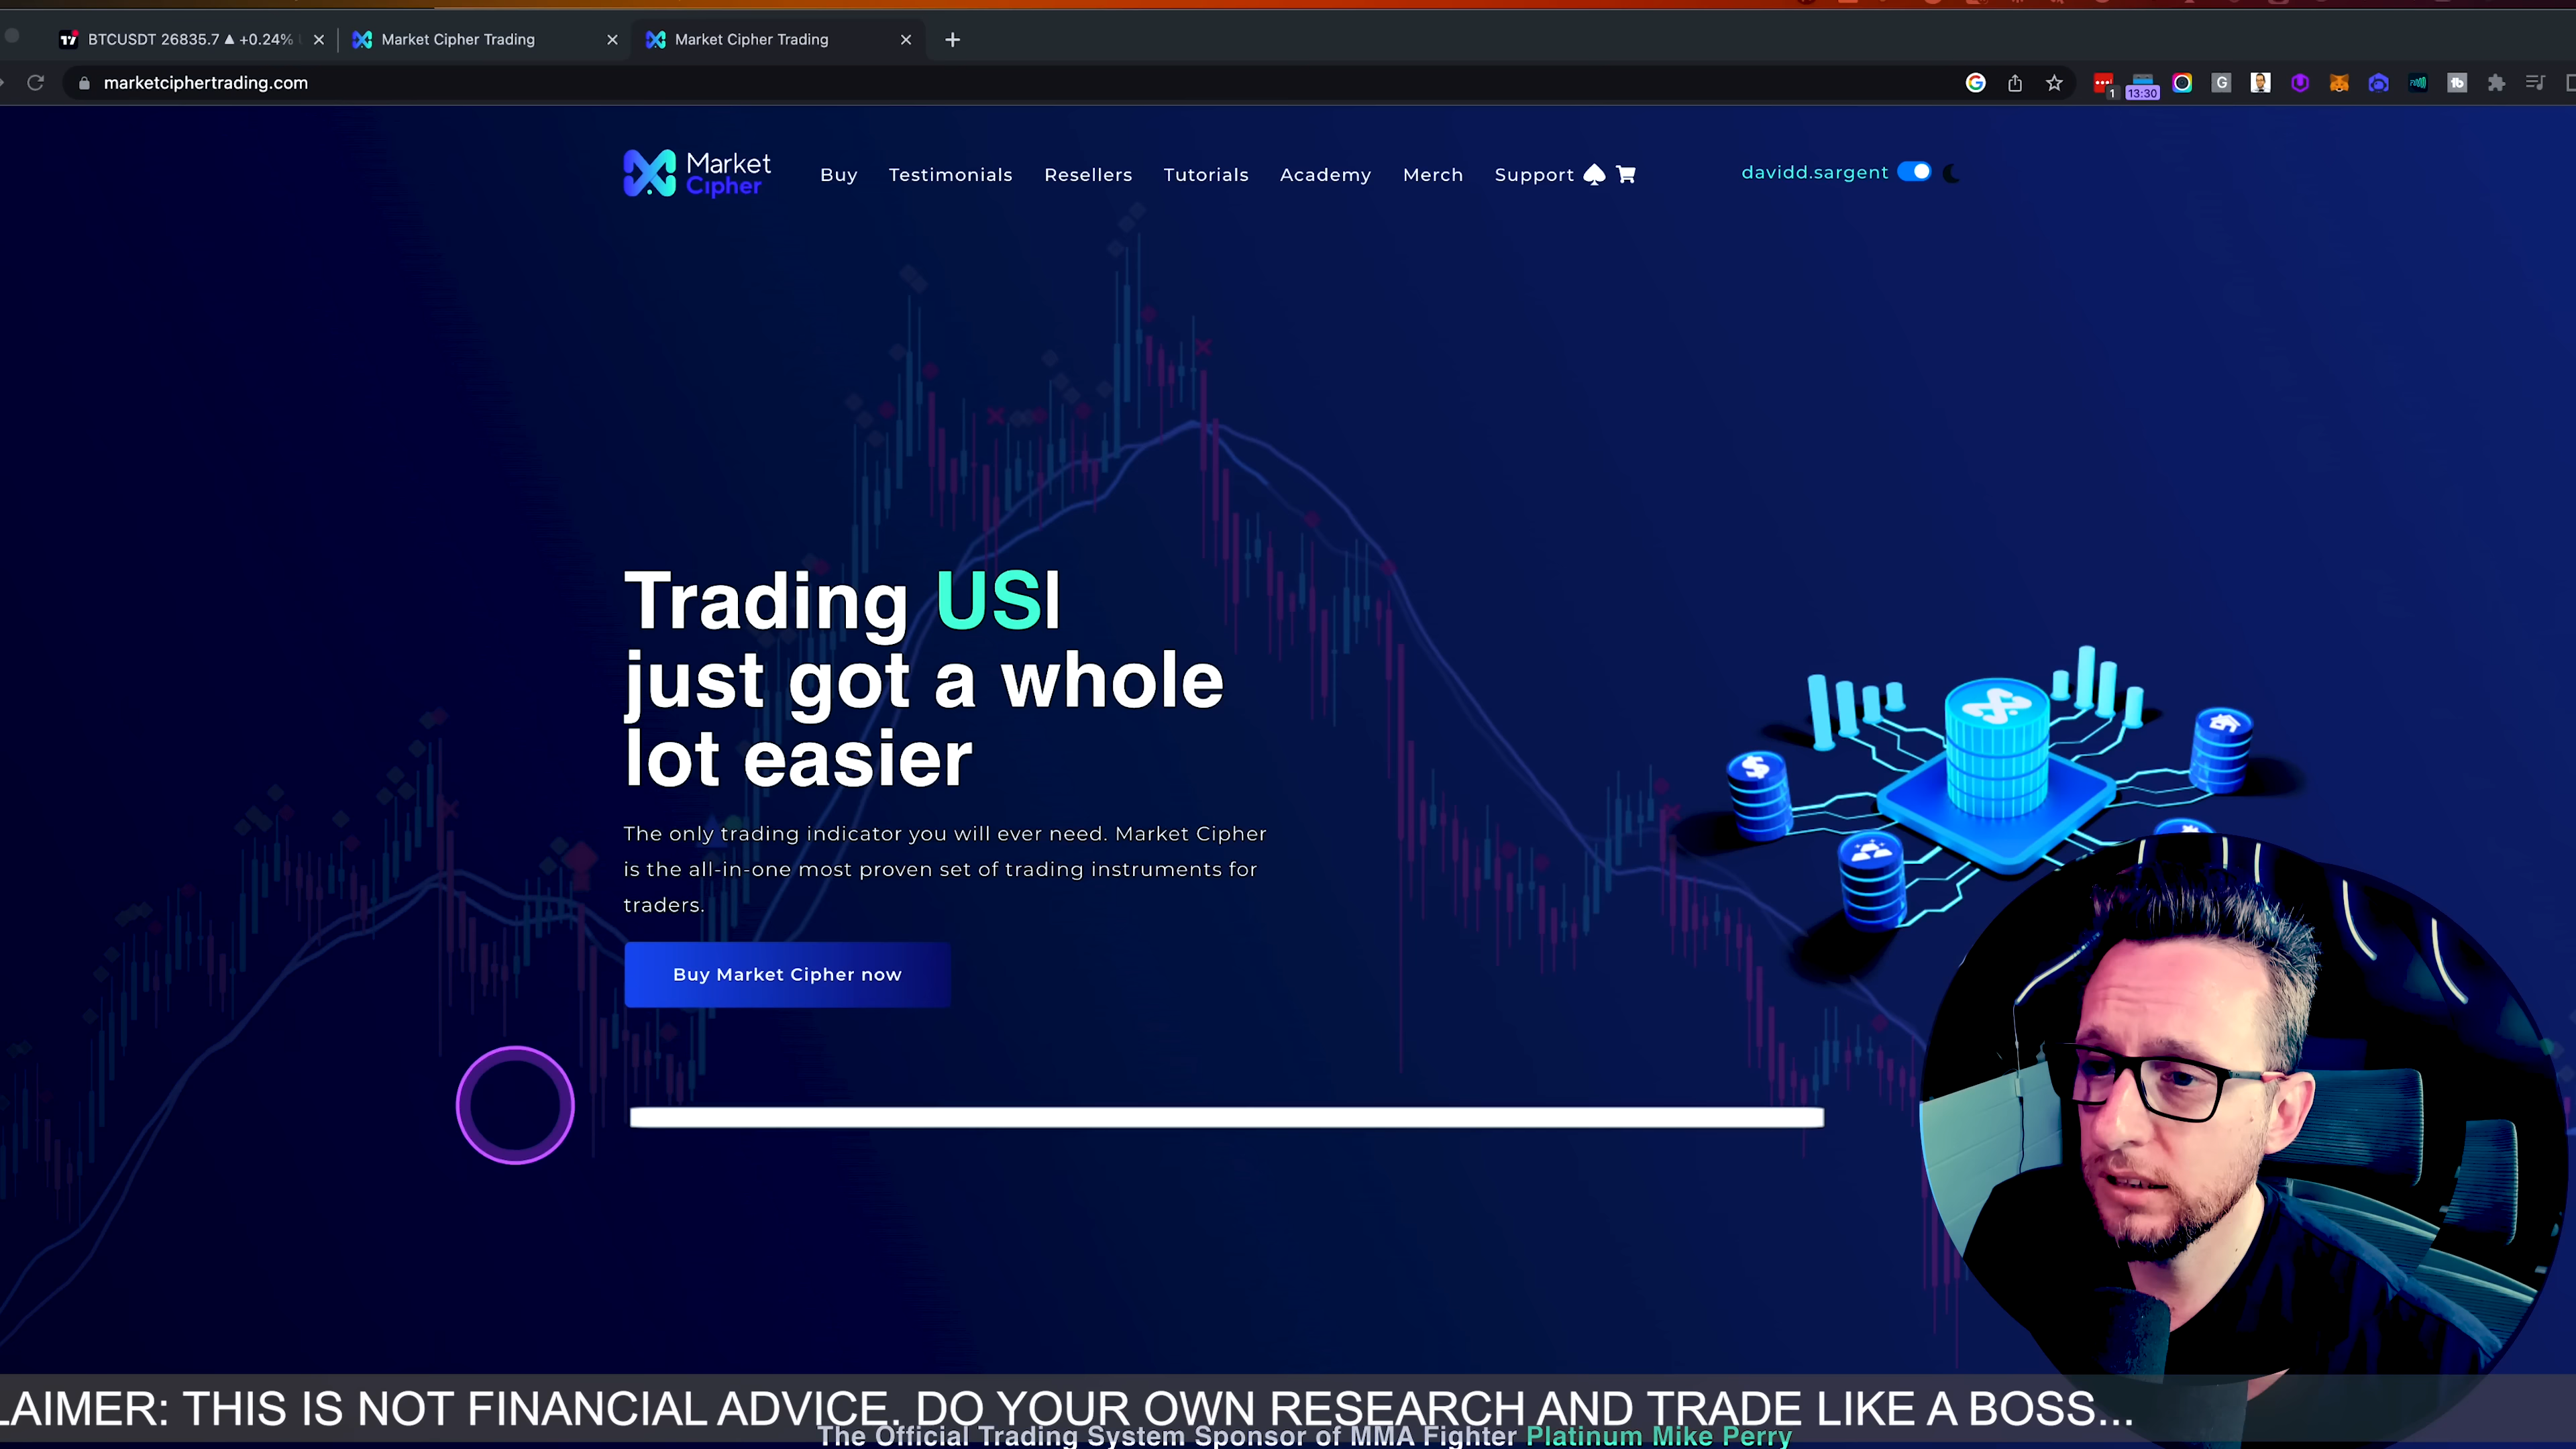 BTCUSDT 26835.7 ▲ +0.24%
Market Cipher Trading
Market Cipher Trading
marketciphertrading.com
1
13:30
Market
Cipher
Buy
Testimonials
Resellers
Tutorials
Academy
Merch
Support
davidd.sargent
Trading US
just got a whole
lot easier
The only trading indicator you will ever need. Market Cipher
is the all-in-one most proven set of trading instruments for
traders.
Buy Market Cipher now
LAIMER: THIS IS NOT FINANCIAL ADVICE. DO YOUR OWN RESEARCH AND TRADE LIKE A BOSS...
The Official Trading System Sponsor of MMA Fighter Platinum Mike Perry